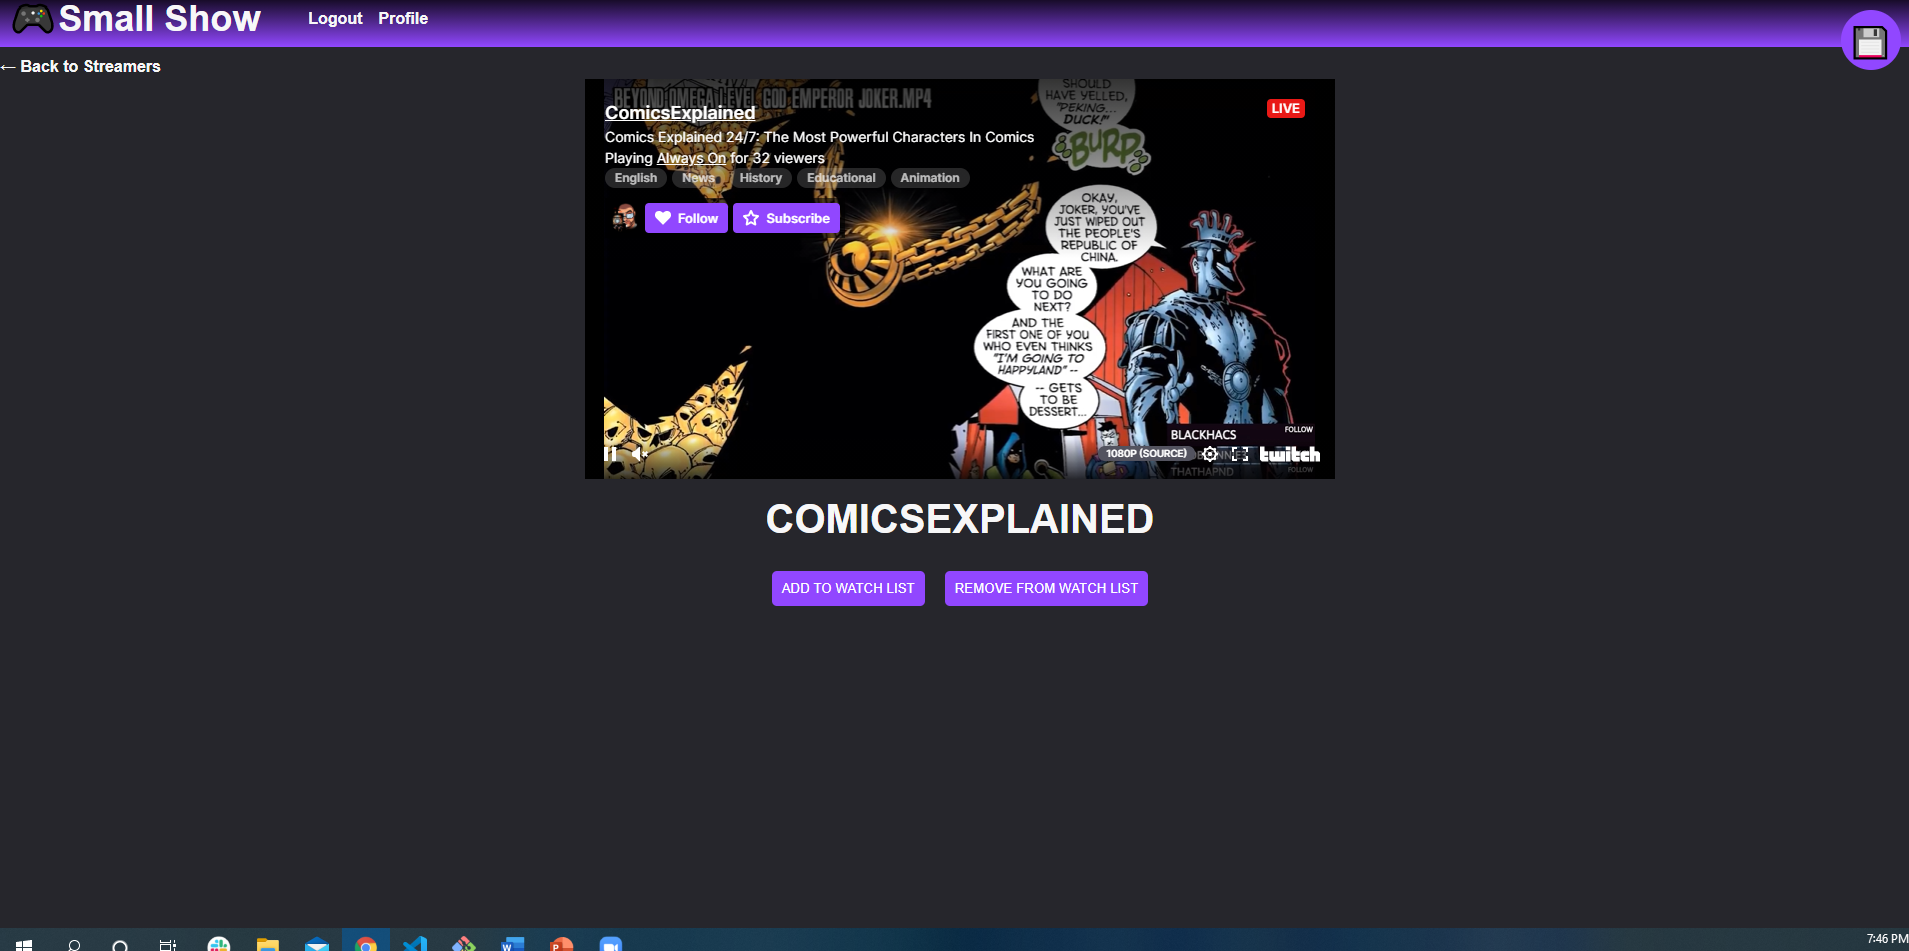 Small Show
Logout Profile
← Back to Streamers
BEYOND OMEGA LEVEL GOD EMPEROR JOKER.MP4
LIVE
ComicsExplained
Comics Explained 24/7: The Most Powerful Characters In Comics
Playing Always On for 32 viewers
English News History Educational Animation
Follow Subscribe
SHOULD
HAVE YELLED,
"PEKING...
DUCK!"
BURP
OKAY,
JOKER, YOU'VE
JUST WIPED OUT
THE PEOPLE'S
REPUBLIC OF
CHINA.
WHAT ARE
YOU GOING
TO DO
NEXT?
AND THE
FIRST ONE OF YOU
WHO EVEN THINKS
"I'M GOING TO
HAPPYLAND" --
-- GETS
TO BE
DESSERT...
FOLLOW
BLACKHACS
1080P (SOURCE)
twitch
THATHAPND
FOLLOW
COMICSEXPLAINED
ADD TO WATCH LIST REMOVE FROM WATCH LIST
7:46 PM